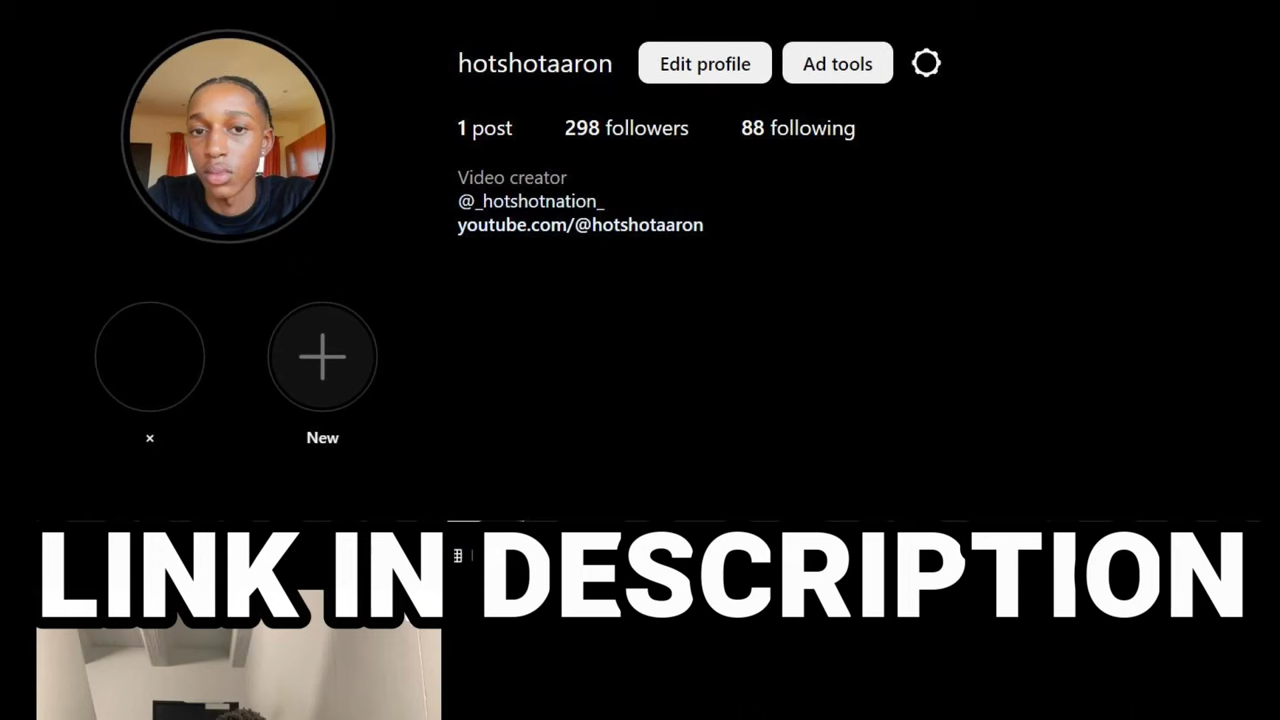 hotshotaaron Edit profile Ad tools
1 post 298 followers 88 following
Video creator
@_hotshotnation_
youtube.com/@hotshotaaron
× New
LINK IN DESCRIPTION